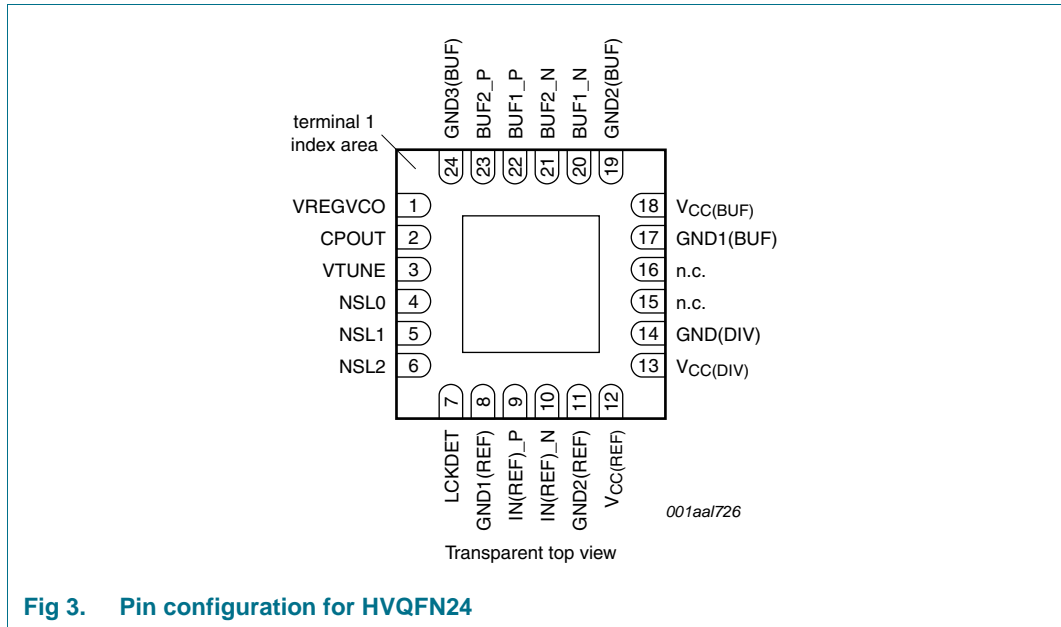 GND3(BUF)
BUF2_P
BUF1_P
BUF2_N
BUF1_N
GND2(BUF)
terminal 1
index area
24
23
22
21
20
19
VREGVCO 1
CPOUT 2
VTUNE 3
NSL0 4
NSL1 5
NSL2 6
18 VCC(BUF)
17 GND1(BUF)
16 n.c.
15 n.c.
14 GND(DIV)
13 VCC(DIV)
7
8
9
10
11
12
LCKDET
GND1(REF)
IN(REF)_P
IN(REF)_N
GND2(REF)
VCC(REF)
001aal726
Transparent top view
Fig 3. Pin configuration for HVQFN24